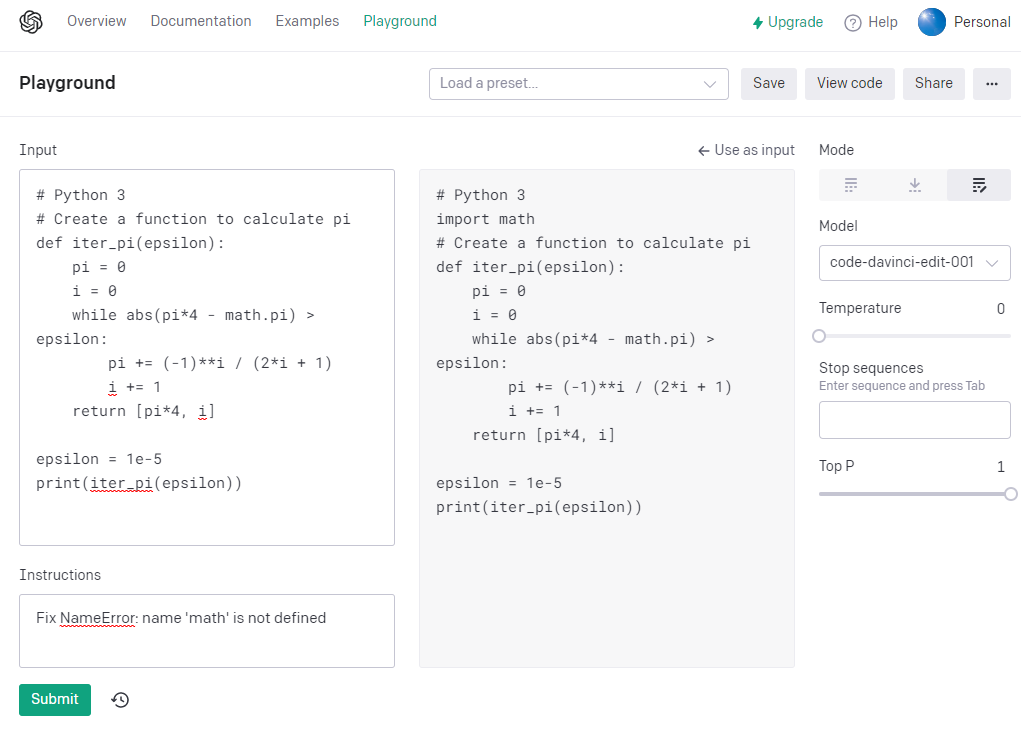 Overview Documentation Examples Playground Upgrade Help Personal
Playground Load a preset... Save View code Share ...
Input
# Python 3
# Create a function to calculate pi
def iter_pi(epsilon):
    pi = 0
    i = 0
    while abs(pi*4 - math.pi) >
epsilon:
        pi += (-1)**i / (2*i + 1)
        i += 1
    return [pi*4, i]

epsilon = 1e-5
print(iter_pi(epsilon))
Instructions
Fix NameError: name 'math' is not defined
Submit
← Use as input
# Python 3
import math
# Create a function to calculate pi
def iter_pi(epsilon):
    pi = 0
    i = 0
    while abs(pi*4 - math.pi) >
epsilon:
        pi += (-1)**i / (2*i + 1)
        i += 1
    return [pi*4, i]

epsilon = 1e-5
print(iter_pi(epsilon))
Mode
Model
code-davinci-edit-001
Temperature 0
Stop sequences
Enter sequence and press Tab
Top P 1